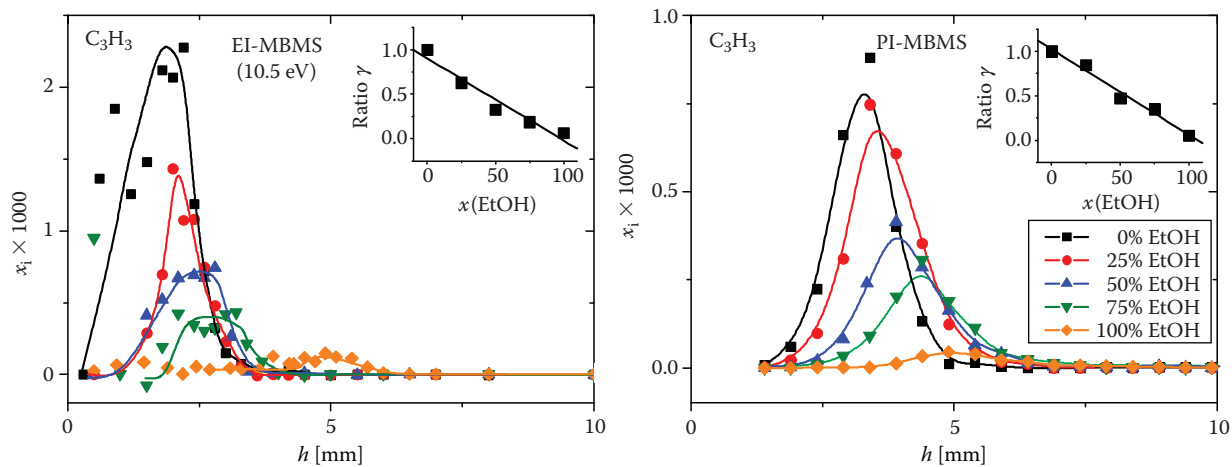 C₃H₃
EI-MBMS
(10.5 eV)
Ratio γ
1.0
0.5
0.0
0
50
100
x(EtOH)
xᵢ × 1000
2
1
0
0
5
10
h [mm]
C₃H₃
PI-MBMS
Ratio γ
1.0
0.5
0.0
0
50
100
x(EtOH)
0% EtOH
25% EtOH
50% EtOH
75% EtOH
100% EtOH
xᵢ × 1000
1.0
0.5
0.0
0
5
10
h [mm]